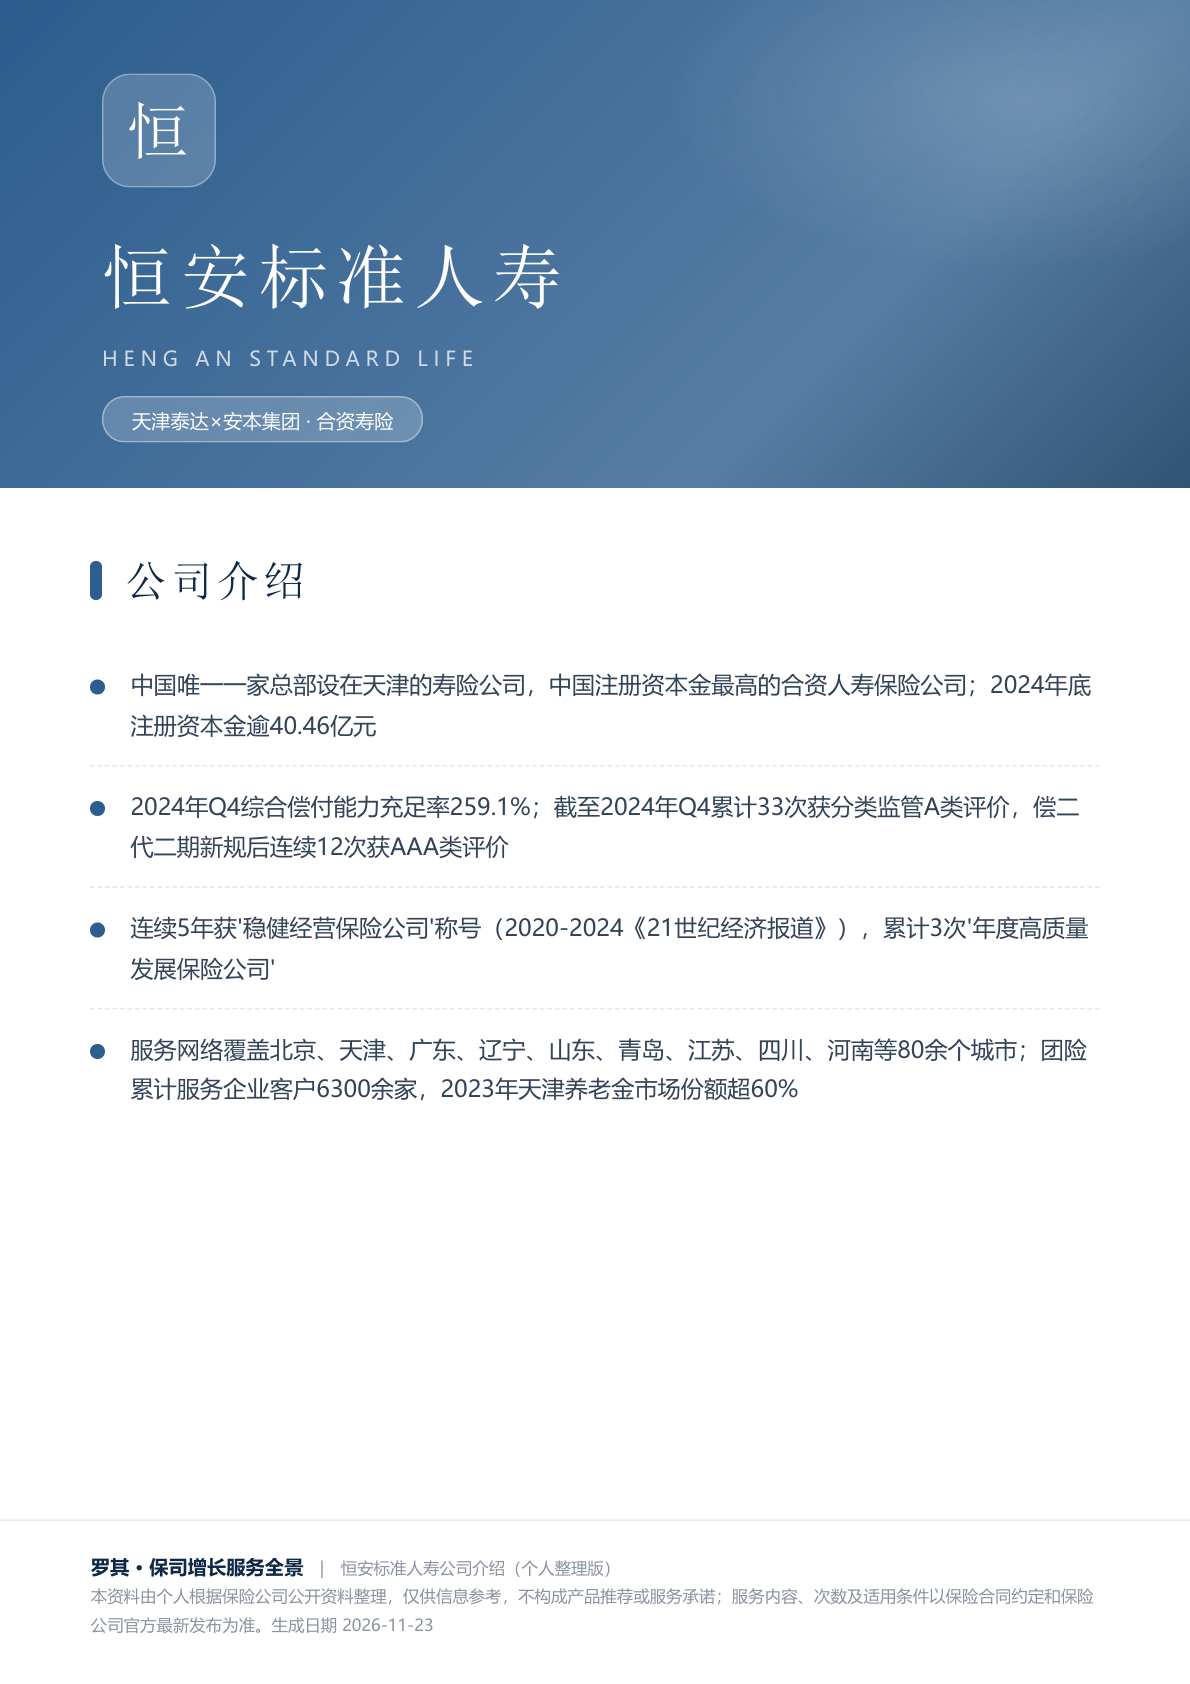 恒
恒安标准人寿
HENG AN STANDARD LIFE
天津泰达×安本集团 · 合资寿险
公司介绍
中国唯一一家总部设在天津的寿险公司，中国注册资本金最高的合资人寿保险公司；2024年底
注册资本金逾40.46亿元
2024年Q4综合偿付能力充足率259.1%；截至2024年Q4累计33次获分类监管A类评价，偿二
代二期新规后连续12次获AAA类评价
连续5年获'稳健经营保险公司'称号（2020-2024《21世纪经济报道》），累计3次'年度高质量
发展保险公司'
服务网络覆盖北京、天津、广东、辽宁、山东、青岛、江苏、四川、河南等80余个城市；团险
累计服务企业客户6300余家，2023年天津养老金市场份额超60%
罗其·保司增长服务全景 | 恒安标准人寿公司介绍（个人整理版）
本资料由个人根据保险公司公开资料整理，仅供信息参考，不构成产品推荐或服务承诺；服务内容、次数及适用条件以保险合同约定和保险
公司官方最新发布为准。生成日期 2026-11-23